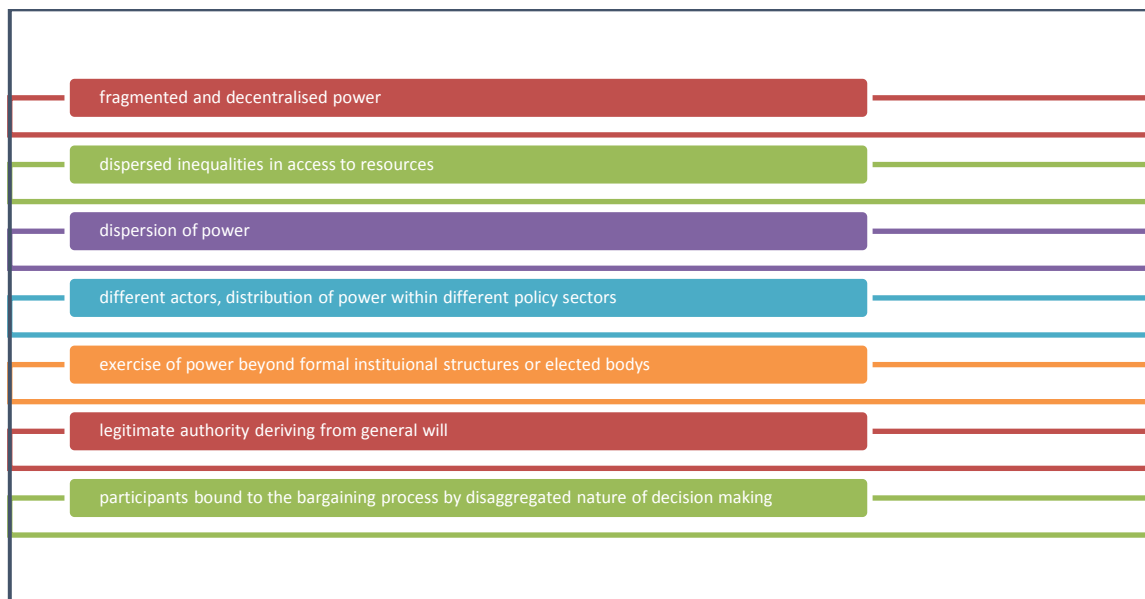 fragmented and decentralised power
dispersed inequalities in access to resources
dispersion of power
different actors, distribution of power within different policy sectors
exercise of power beyond formal instituional structures or elected bodys
legitimate authority deriving from general will
participants bound to the bargaining process by disaggregated nature of decision making